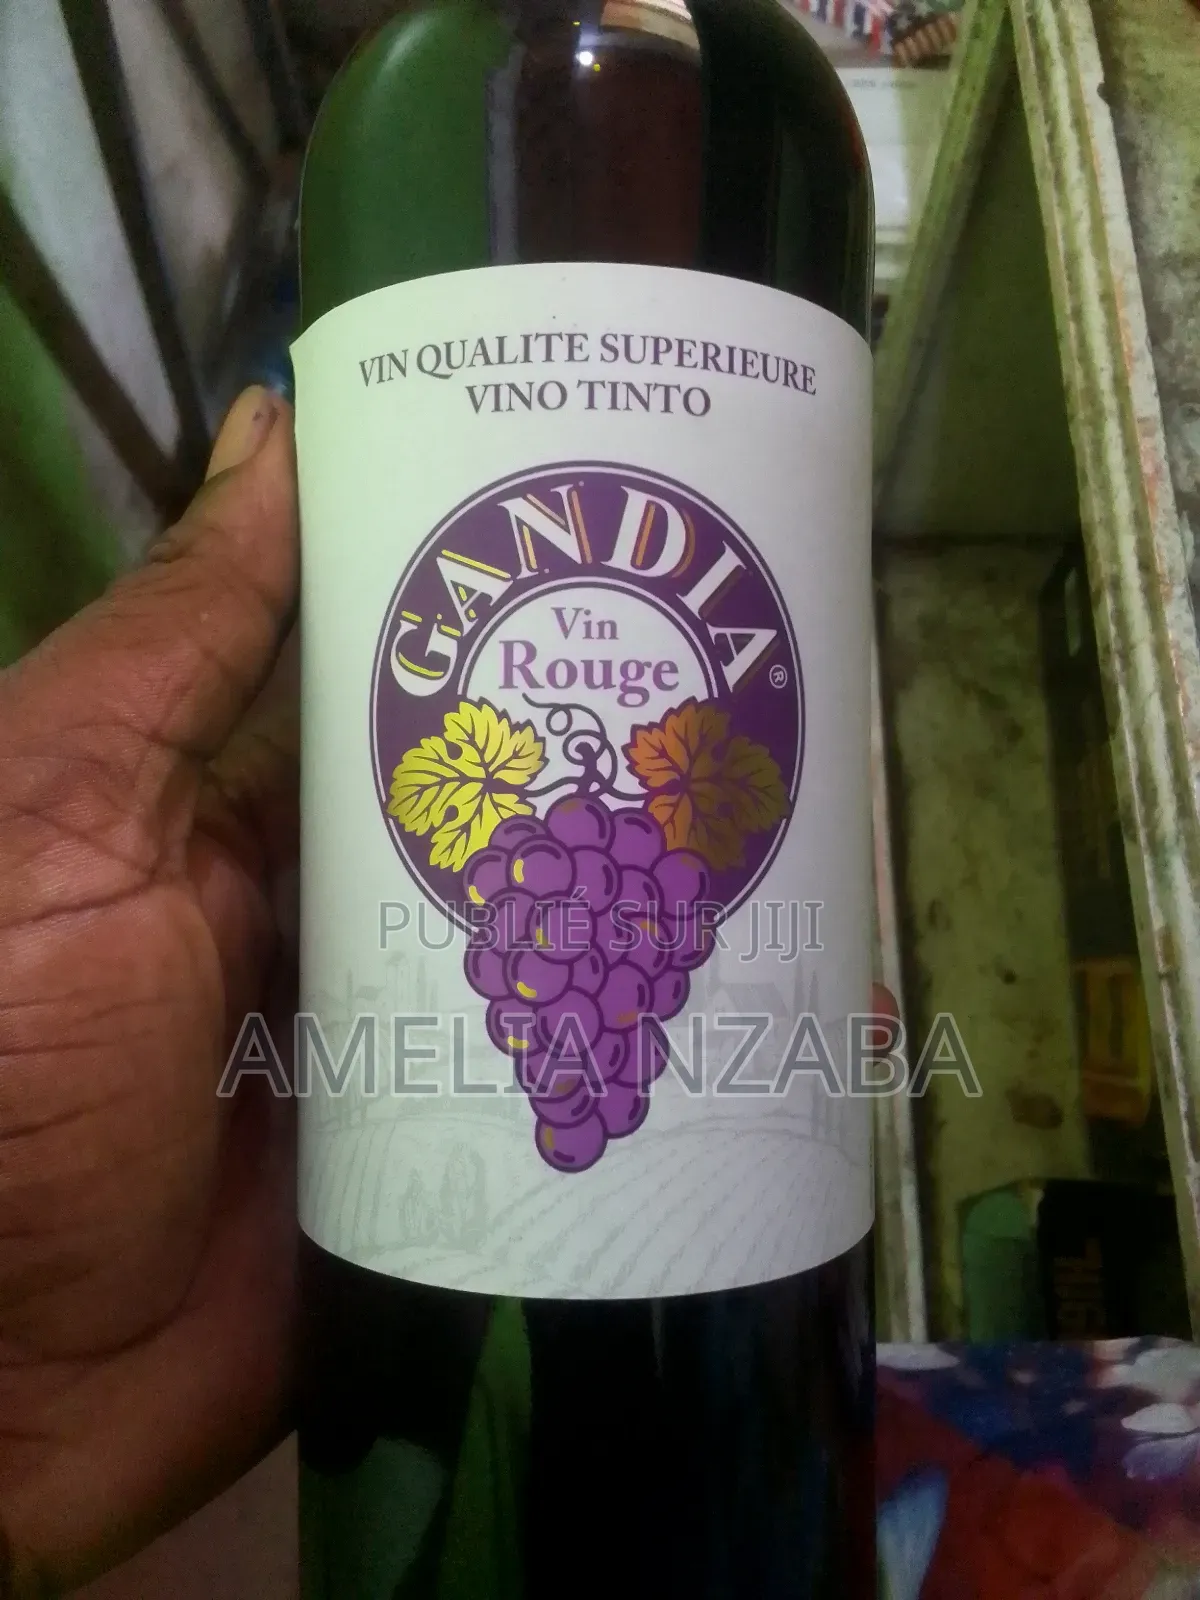 VIN QUALITE SUPERIEURE
VINO TINTO
GANDIA®
Vin
Rouge
PUBLIÉ SUR JIJI
AMELIA NZABA